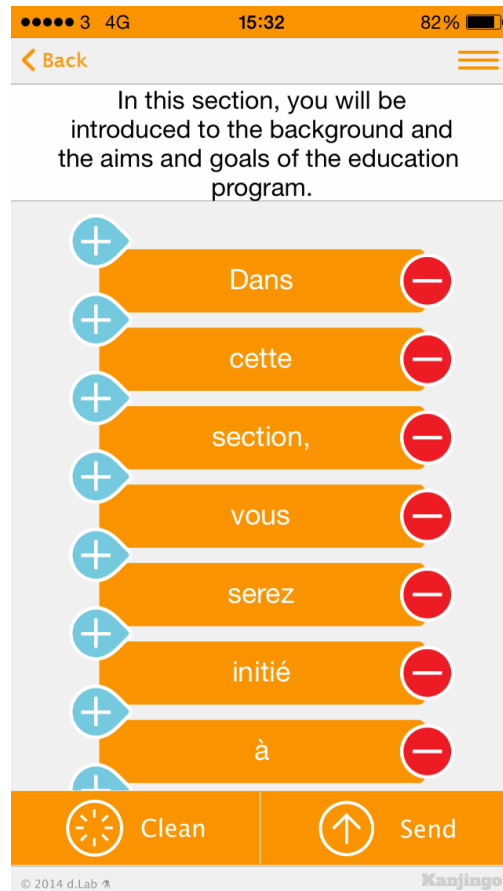 3 4G 15:32 82%
Back
In this section, you will be
introduced to the background and
the aims and goals of the education
program.
Dans
cette
section,
vous
serez
initié
à
Clean Send
© 2014 d.Lab Kanjingo